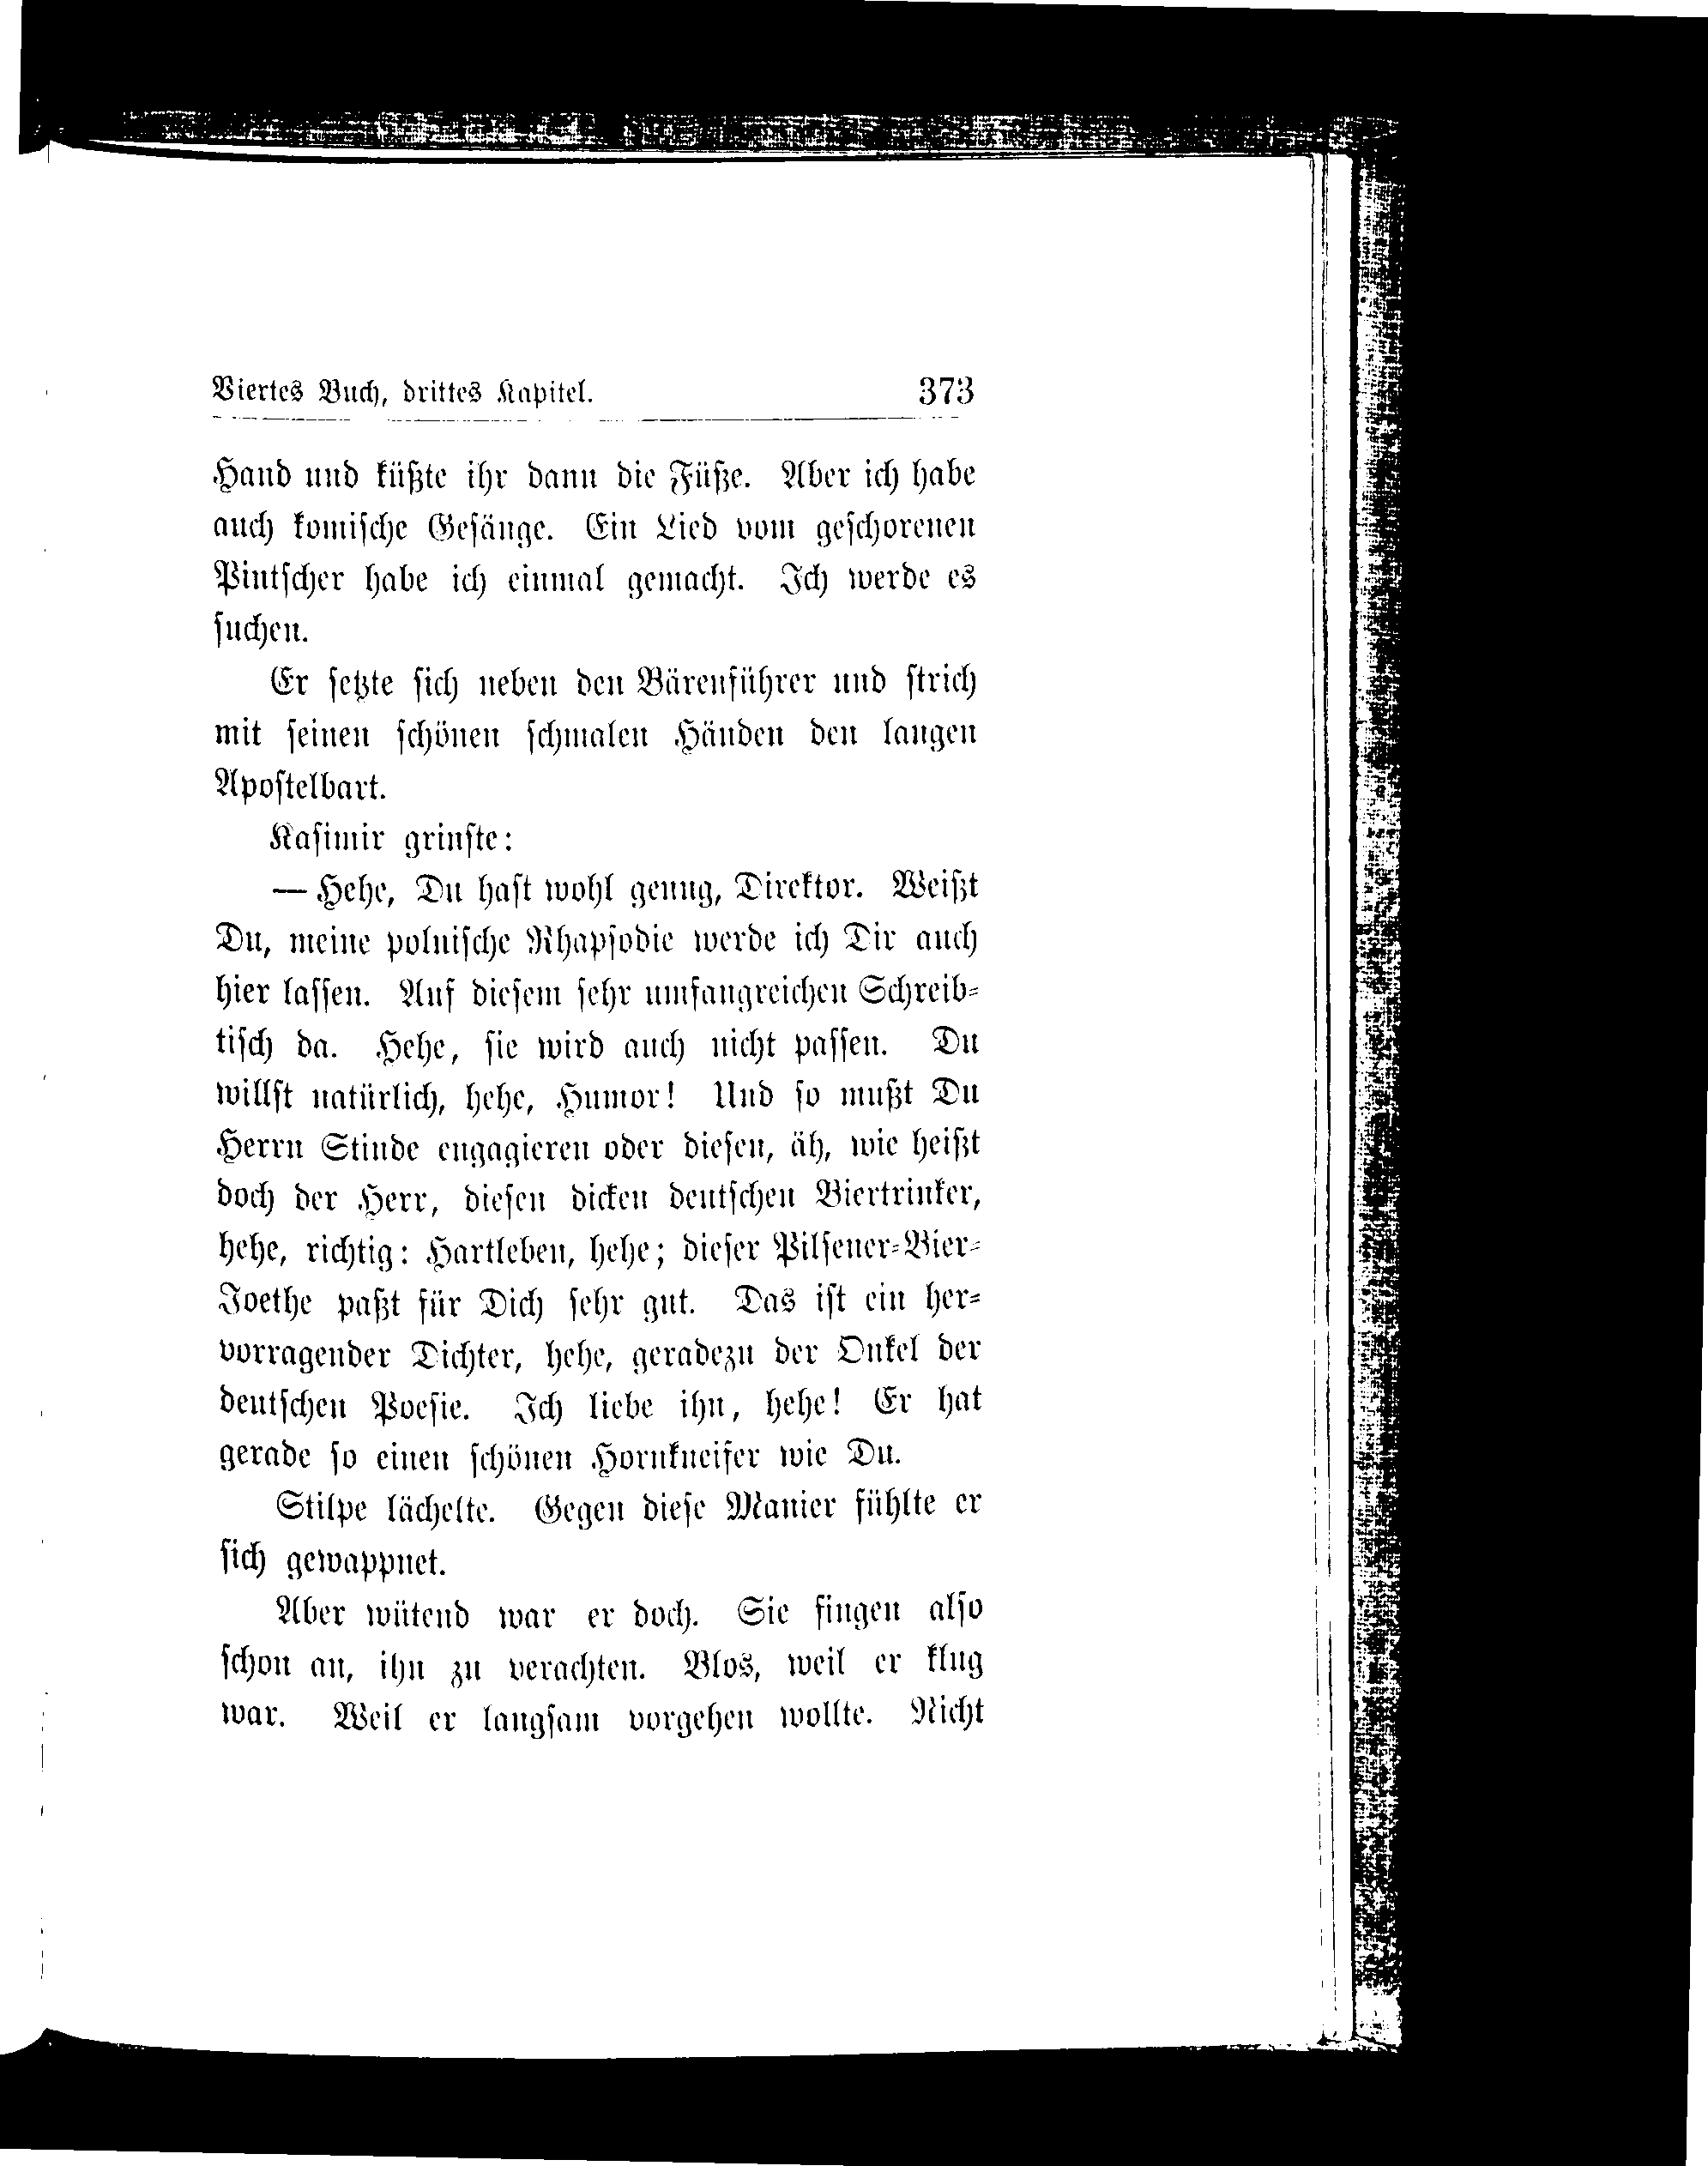 Viertes Buch, drittes Kapitel. 373
Hand und küßte ihr dann die Füße. Aber ich habe
auch komische Gesänge. Ein Lied vom geschorenen
Pintscher habe ich einmal gemacht. Ich werde es
suchen.
Er setzte sich neben den Bärenführer und strich
mit seinen schönen schmalen Händen den langen
Apostelbart.
Kasimir grinste:
— Hehe, Du hast wohl genug, Direktor. Weißt
Du, meine polnische Rhapsodie werde ich Dir auch
hier lassen. Auf diesem sehr umfangreichen Schreib-
tisch da. Hehe, sie wird auch nicht passen. Du
willst natürlich, hehe, Humor! Und so mußt Du
Herrn Stinde engagieren oder diesen, äh, wie heißt
doch der Herr, diesen dicken deutschen Biertrinker,
hehe, richtig: Hartleben, hehe; dieser Pilsener-Bier-
Joethe paßt für Dich sehr gut. Das ist ein her-
vorragender Dichter, hehe, geradezu der Onkel der
deutschen Poesie. Ich liebe ihn, hehe! Er hat
gerade so einen schönen Hornkneifer wie Du.
Stilpe lächelte. Gegen diese Manier fühlte er
sich gewappnet.
Aber wütend war er doch. Sie fingen also
schon an, ihn zu verachten. Blos, weil er klug
war. Weil er langsam vorgehen wollte. Nicht